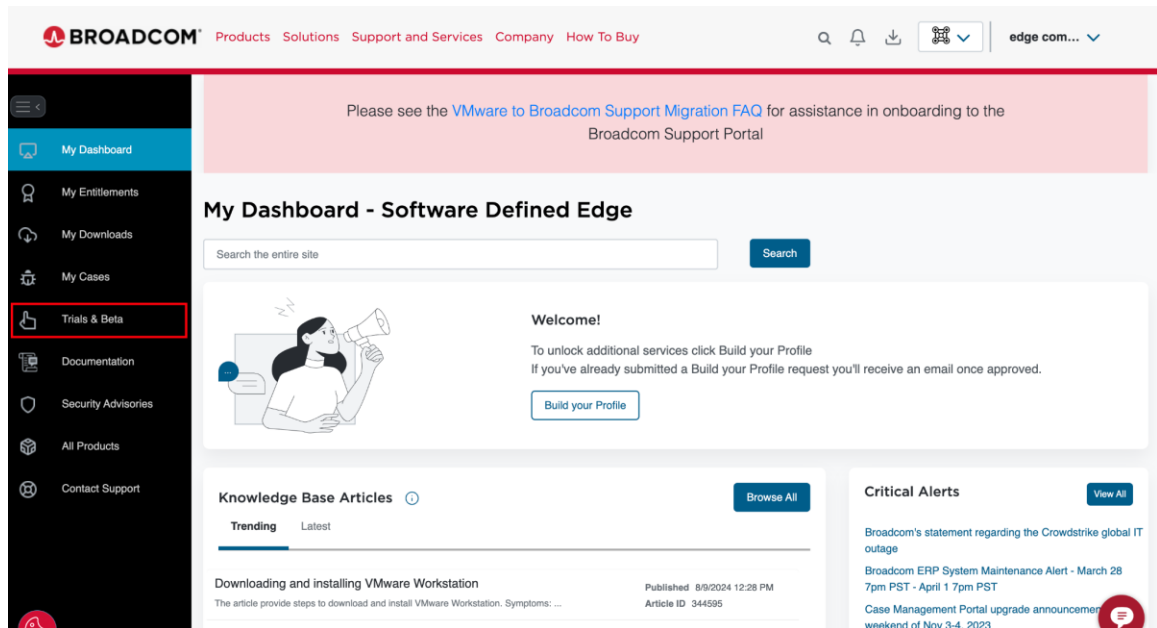 BROADCOM® Products Solutions Support and Services Company How To Buy edge com...
Please see the VMware to Broadcom Support Migration FAQ for assistance in onboarding to the
Broadcom Support Portal
My Dashboard
My Entitlements
My Downloads
My Cases
Trials & Beta
Documentation
Security Advisories
All Products
Contact Support
My Dashboard - Software Defined Edge
Search the entire site Search
Welcome!
To unlock additional services click Build your Profile
If you've already submitted a Build your Profile request you'll receive an email once approved.
Build your Profile
Knowledge Base Articles Browse All
Trending Latest
Downloading and installing VMware Workstation Published 8/9/2024 12:28 PM
The article provide steps to download and install VMware Workstation. Symptoms: ... Article ID 344595
Critical Alerts View All
Broadcom's statement regarding the Crowdstrike global IT
outage
Broadcom ERP System Maintenance Alert - March 28
7pm PST - April 1 7pm PST
Case Management Portal upgrade
weekend of Nov 3-4, 2023